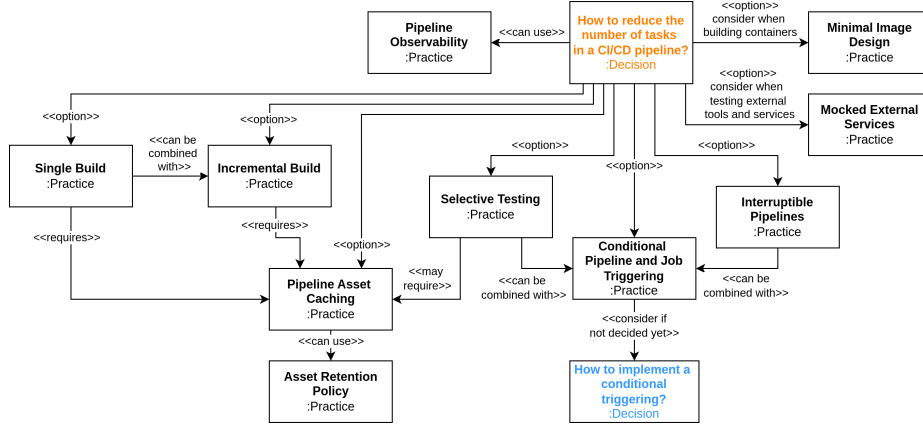 Pipeline
Observability
:Practice
<<can use>>
How to reduce the
number of tasks
in a CI/CD pipeline?
:Decision
<<option>>
consider when
building containers
Minimal Image
Design
:Practice
<<option>>
consider when
testing external
tools and services
Mocked External
Services
:Practice
<<option>>
<<option>>
<<option>>
<<option>>
<<option>>
Single Build
:Practice
<<can be
combined
with>>
Incremental Build
:Practice
Selective Testing
:Practice
Interruptible
Pipelines
:Practice
<<requires>>
<<requires>>
<<option>>
Conditional
Pipeline and Job
Triggering
:Practice
<<may
require>>
<<can be
combined with>>
<<can be
combined with>>
Pipeline Asset
Caching
:Practice
<<consider if
not decided yet>>
<<can use>>
Asset Retention
Policy
:Practice
How to implement a
conditional
triggering?
:Decision